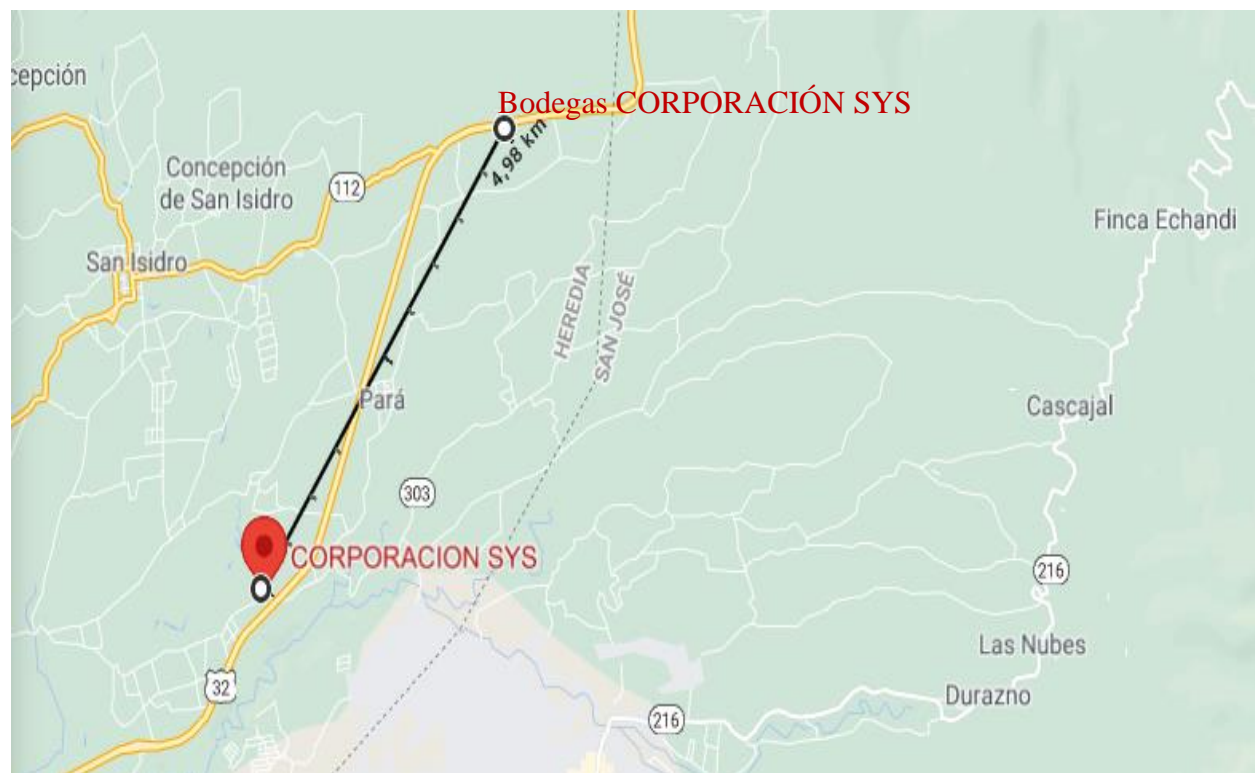 cepción
Bodegas CORPORACIÓN SYS
4,98 km
Concepción
de San Isidro
112
Finca Echandi
San Isidro
HEREDIA
SAN JOSÉ
Pará
Cascajal
303
CORPORACION SYS
216
Las Nubes
32
Durazno
216